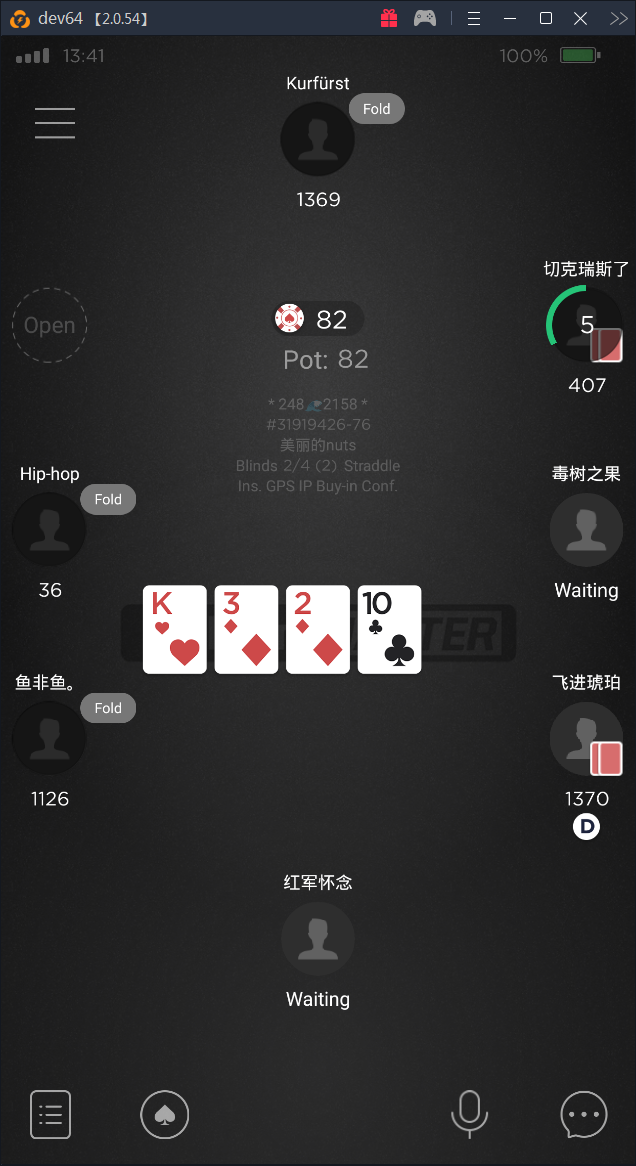 dev64 【2.0.54】
13:41
100%
Kurfürst
Fold
1369
切克瑞斯了
Open
82
5
Pot: 82
407
*248 2158*
#31919426-76
美丽的nuts
Blinds 2/4 (2) Straddle
Ins. GPS IP Buy-in Conf.
Hip-hop
毒树之果
Fold
36
Waiting
K
3
2
10
TER
鱼非鱼。
飞进琥珀
Fold
1126
1370
D
红军怀念
Waiting